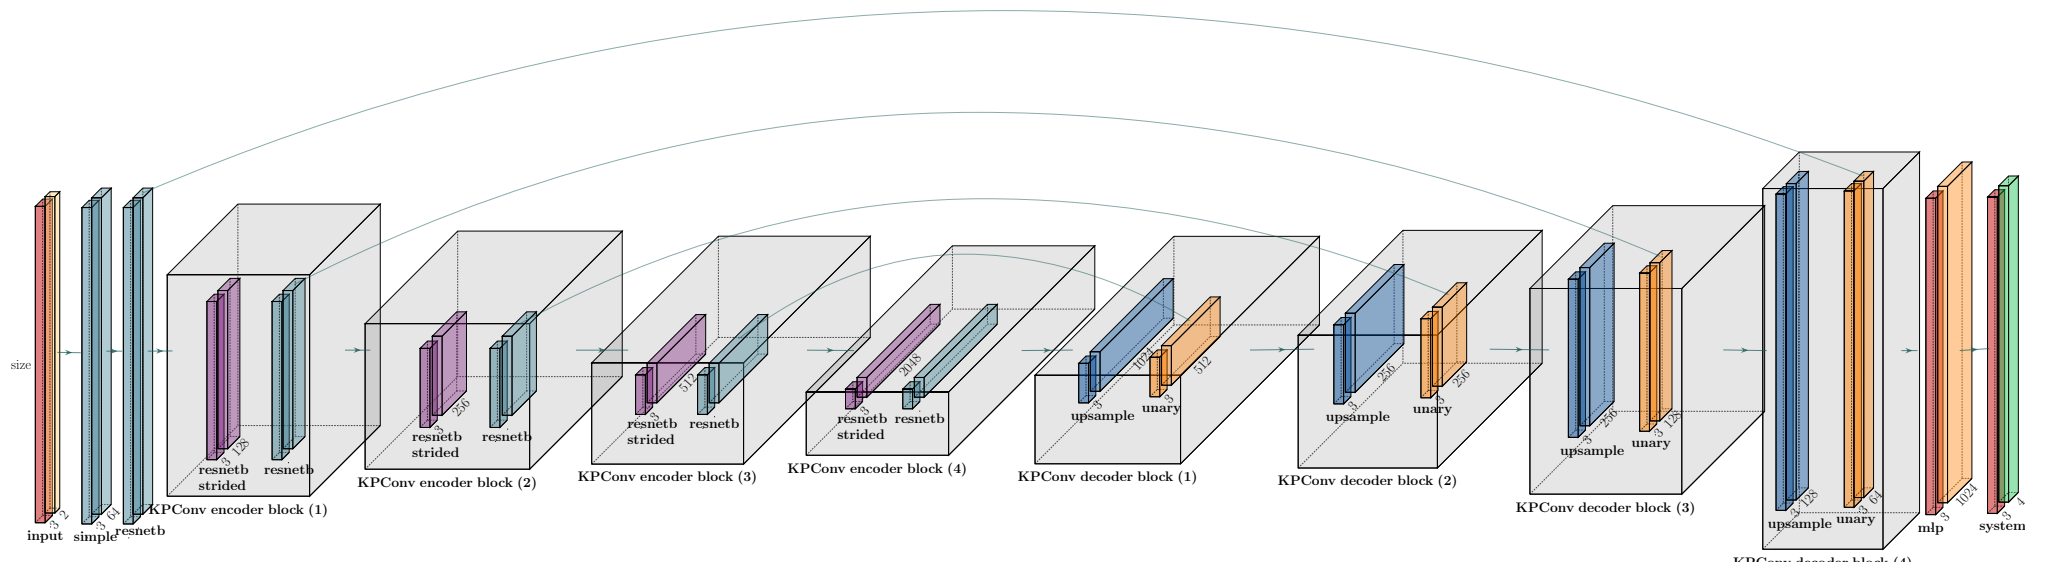 size
3
2
input
3
64
simple
resnetb
3
128
resnetb
strided
resnetb
KPConv encoder block (1)
3
256
resnetb
strided
resnetb
KPConv encoder block (2)
3
512
resnetb
strided
resnetb
KPConv encoder block (3)
3
2048
resnetb
strided
resnetb
KPConv encoder block (4)
3
1024
upsample
3
512
unary
KPConv decoder block (1)
3
256
upsample
3
256
unary
KPConv decoder block (2)
3
256
upsample
3
128
unary
KPConv decoder block (3)
3
128
upsample
3
64
unary
KPConv decoder block (4)
3
1024
mlp
3
4
system